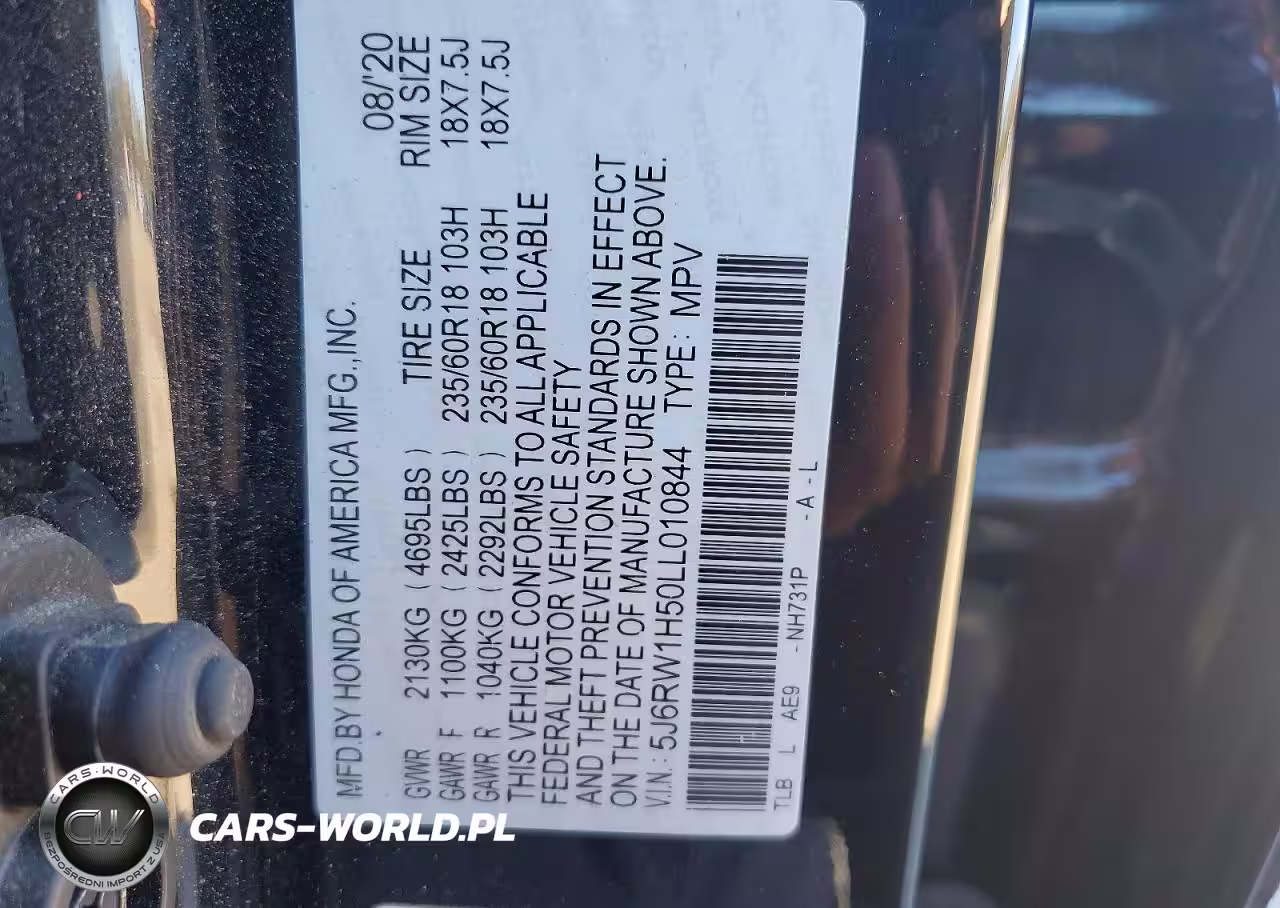 MFD.BY HONDA OF AMERICA MFG.,INC. 08/'20
TIRE SIZE RIM SIZE
GVWR 2130KG (4695LBS)
GAWR F 1100KG (2425LBS) 235/60R18 103H 18X7.5J
GAWR R 1040KG (2292LBS) 235/60R18 103H 18X7.5J
THIS VEHICLE CONFORMS TO ALL APPLICABLE
FEDERAL MOTOR VEHICLE SAFETY
AND THEFT PREVENTION STANDARDS IN EFFECT
ON THE DATE OF MANUFACTURE SHOWN ABOVE.
V.I.N.: 5J6RW1H50LL010844 TYPE: MPV
TLB L AE9 -NH731P -A-L
CARS-WORLD
CW
BEZPOŚREDNI IMPORT Z USA
CARS-WORLD.PL